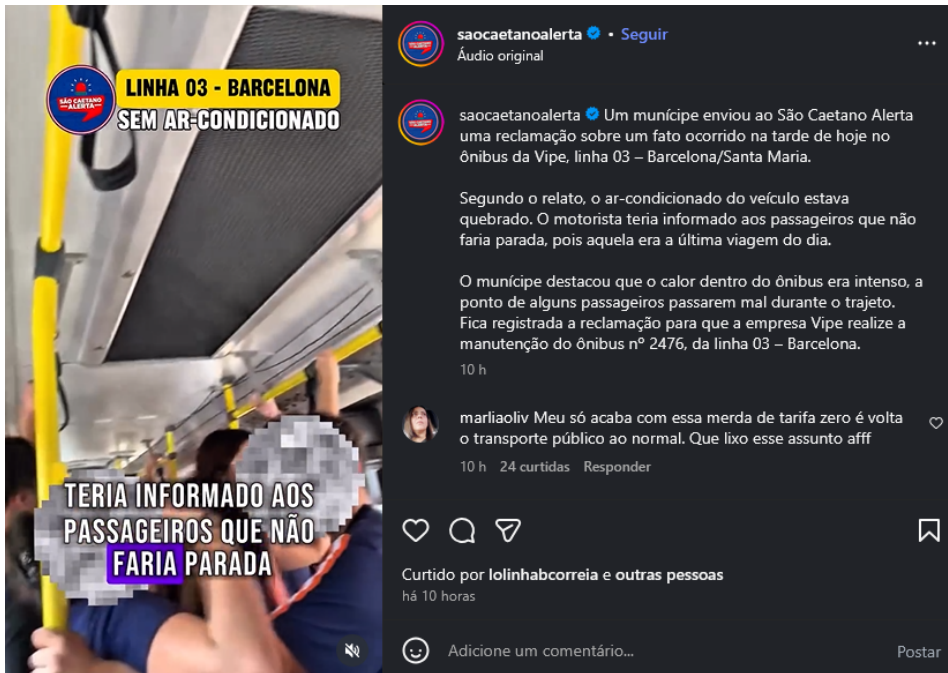 LINHA 03 - BARCELONA
SEM AR-CONDICIONADO
SÃO CAETANO
ALERTA
TERIA INFORMADO AOS
PASSAGEIROS QUE NÃO
FARIA PARADA
saocaetanoalerta • Seguir
Áudio original
saocaetanoalerta Um munícipe enviou ao São Caetano Alerta
uma reclamação sobre um fato ocorrido na tarde de hoje no
ônibus da Vipe, linha 03 – Barcelona/Santa Maria.
Segundo o relato, o ar-condicionado do veículo estava
quebrado. O motorista teria informado aos passageiros que não
faria parada, pois aquela era a última viagem do dia.
O munícipe destacou que o calor dentro do ônibus era intenso, a
ponto de alguns passageiros passarem mal durante o trajeto.
Fica registrada a reclamação para que a empresa Vipe realize a
manutenção do ônibus nº 2476, da linha 03 – Barcelona.
10 h
marliaoliv Meu só acaba com essa merda de tarifa zero é volta
o transporte público ao normal. Que lixo esse assunto afff
10 h 24 curtidas Responder
Curtido por lolinhabcorreia e outras pessoas
há 10 horas
Adicione um comentário...
Postar